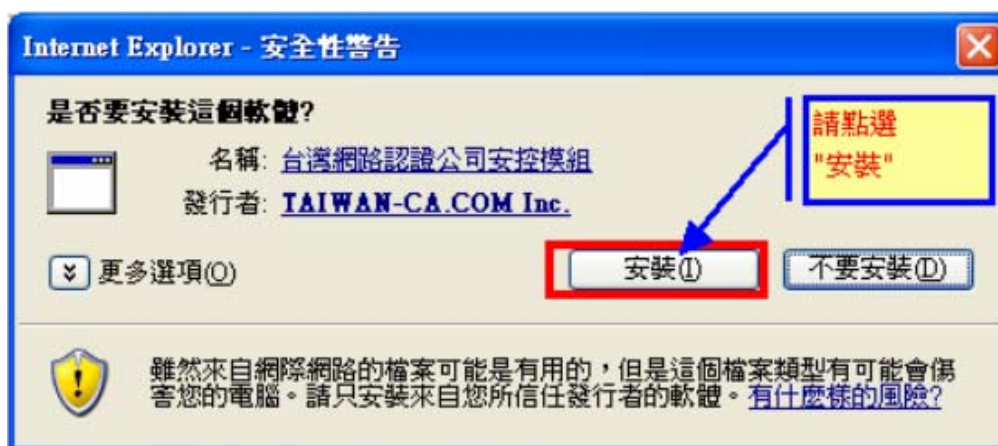 Internet Explorer - 安全性警告
是否要安裝這個軟體?
名稱: 台灣網路認證公司安控模組
發行者: TAIWAN-CA.COM Inc.
請點選
"安裝"
更多選項(O)
安裝(I)
不要安裝(D)
雖然來自網際網路的檔案可能是有用的，但是這個檔案類型有可能會傷
害您的電腦。請只安裝來自您所信任發行者的軟體。有什麼樣的風險?